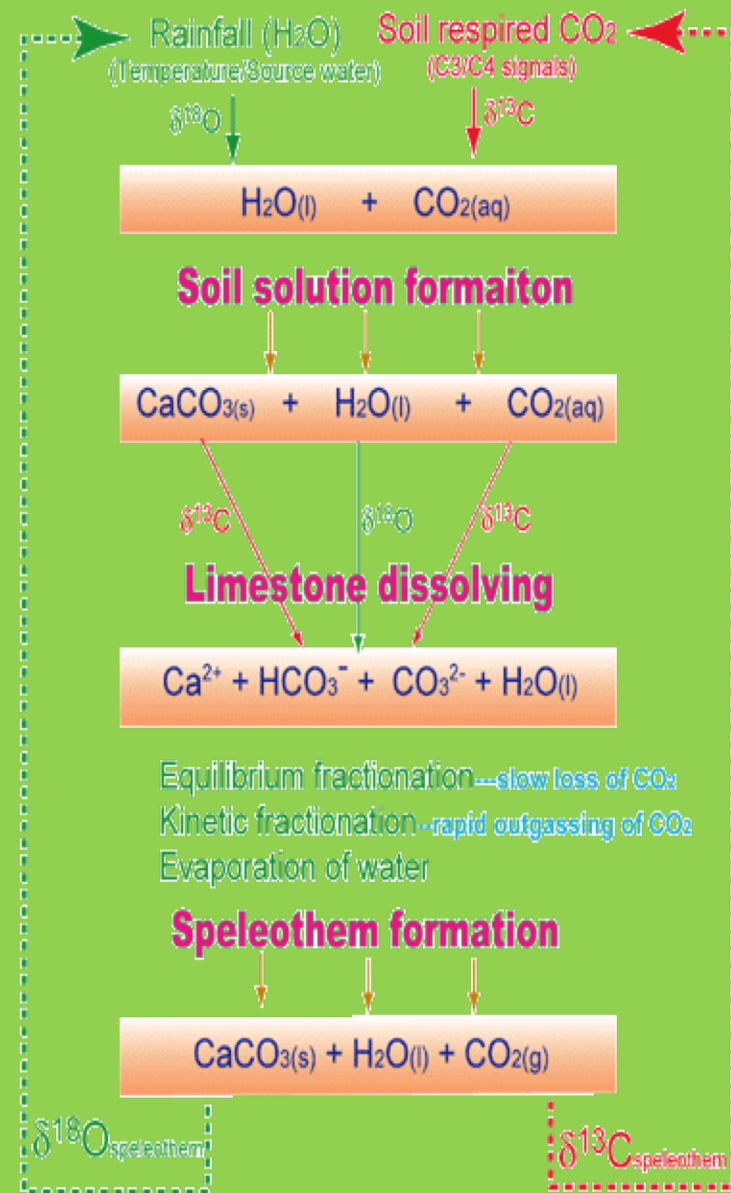 Rainfall (H₂O) Soil respired CO₂
(Temperature/Source water) (C3/C4 signals)
δ¹⁸O δ¹³C
H₂O(l) + CO₂(aq)
Soil solution formaiton
CaCO₃(s) + H₂O(l) + CO₂(aq)
δ¹³C δ¹⁸O δ¹³C
Limestone dissolving
Ca²⁺ + HCO₃⁻ + CO₃²⁻ + H₂O(l)
Equilibrium fractionation---slow loss of CO₂
Kinetic fractionation--rapid outgassing of CO₂
Evaporation of water
Speleothem formation
CaCO₃(s) + H₂O(l) + CO₂(g)
δ¹⁸Ospeleothem δ¹³Cspeleothem